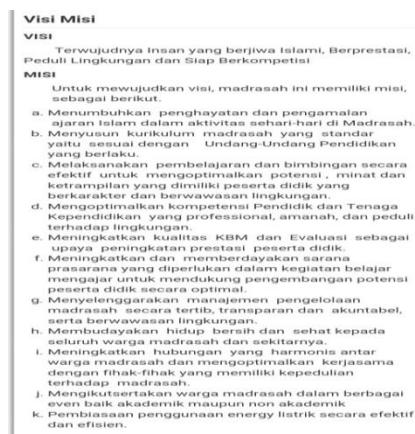 Visi Misi
VISI
Terwujudnya Insan yang berjiwa Islami, Berprestasi,
Peduli Lingkungan dan Siap Berkompetisi
MISI
Untuk mewujudkan visi, madrasah ini memiliki misi,
sebagai berikut.
a. Menumbuhkan penghayatan dan pengamalan
ajaran Islam dalam aktivitas sehari-hari di Madrasah.
b. Menyusun kurikulum madrasah yang standar
yaitu sesuai dengan Undang-Undang Pendidikan
yang berlaku.
c. Melaksanakan pembelajaran dan bimbingan secara
efektif untuk mengoptimalkan potensi , minat dan
ketrampilan yang dimiliki peserta didik yang
berkarakter dan berwawasan lingkungan.
d. Mengoptimalkan kompetensi Pendidik dan Tenaga
Kependidikan yang professional, amanah, dan peduli
terhadap lingkungan.
e. Meningkatkan kualitas KBM dan Evaluasi sebagai
upaya peningkatan prestasi peserta didik.
f. Meningkatkan dan memberdayakan sarana
prasarana yang diperlukan dalam kegiatan belajar
mengajar untuk mendukung pengembangan potensi
peserta didik secara optimal.
g. Menyelenggarakan manajemen pengelolaan
madrasah secara tertib, transparan dan akuntabel,
serta berwawasan lingkungan.
h. Membudayakan hidup bersih dan sehat kepada
seluruh warga madrasah dan sekitarnya.
i. Meningkatkan hubungan yang harmonis antar
warga madrasah dan mengoptimalkan kerjasama
dengan fihak-fihak yang memiliki kepedulian
terhadap madrasah.
j. Mengikutsertakan warga madrasah dalam berbagai
even baik akademik maupun non akademik
k. Pembiasaan penggunaan energy listrik secara efektif
dan efisien.